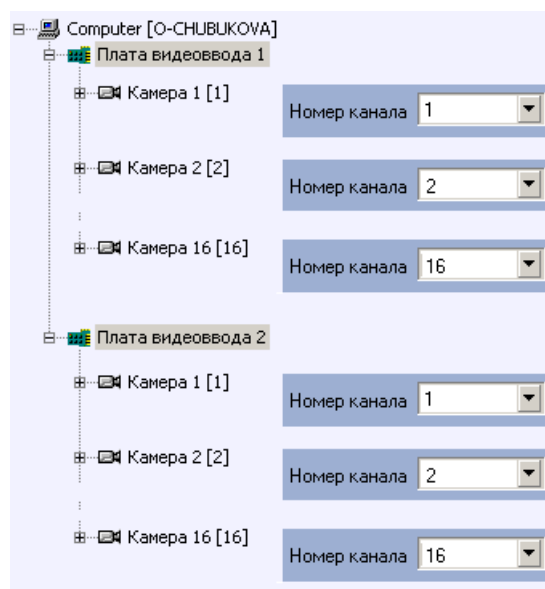 Computer [O-CHUBUKOVA]
Плата видеоввода 1
Камера 1 [1]
Номер канала 1
Камера 2 [2]
Номер канала 2
Камера 16 [16]
Номер канала 16
Плата видеоввода 2
Камера 1 [1]
Номер канала 1
Камера 2 [2]
Номер канала 2
Камера 16 [16]
Номер канала 16